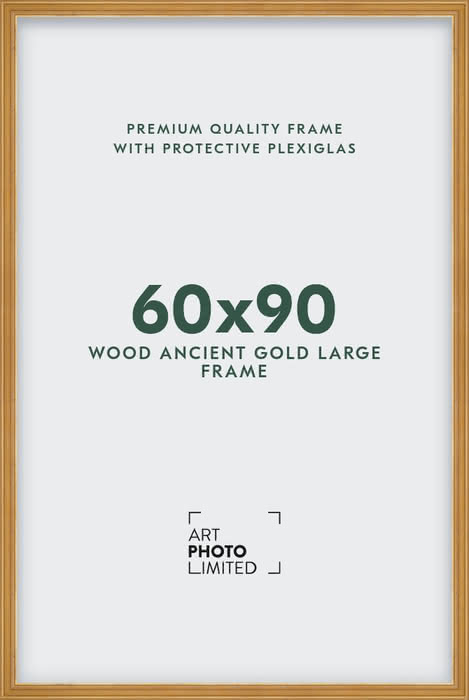 PREMIUM QUALITY FRAME
WITH PROTECTIVE PLEXIGLAS
60x90
WOOD ANCIENT GOLD LARGE
FRAME
ART
PHOTO
LIMITED